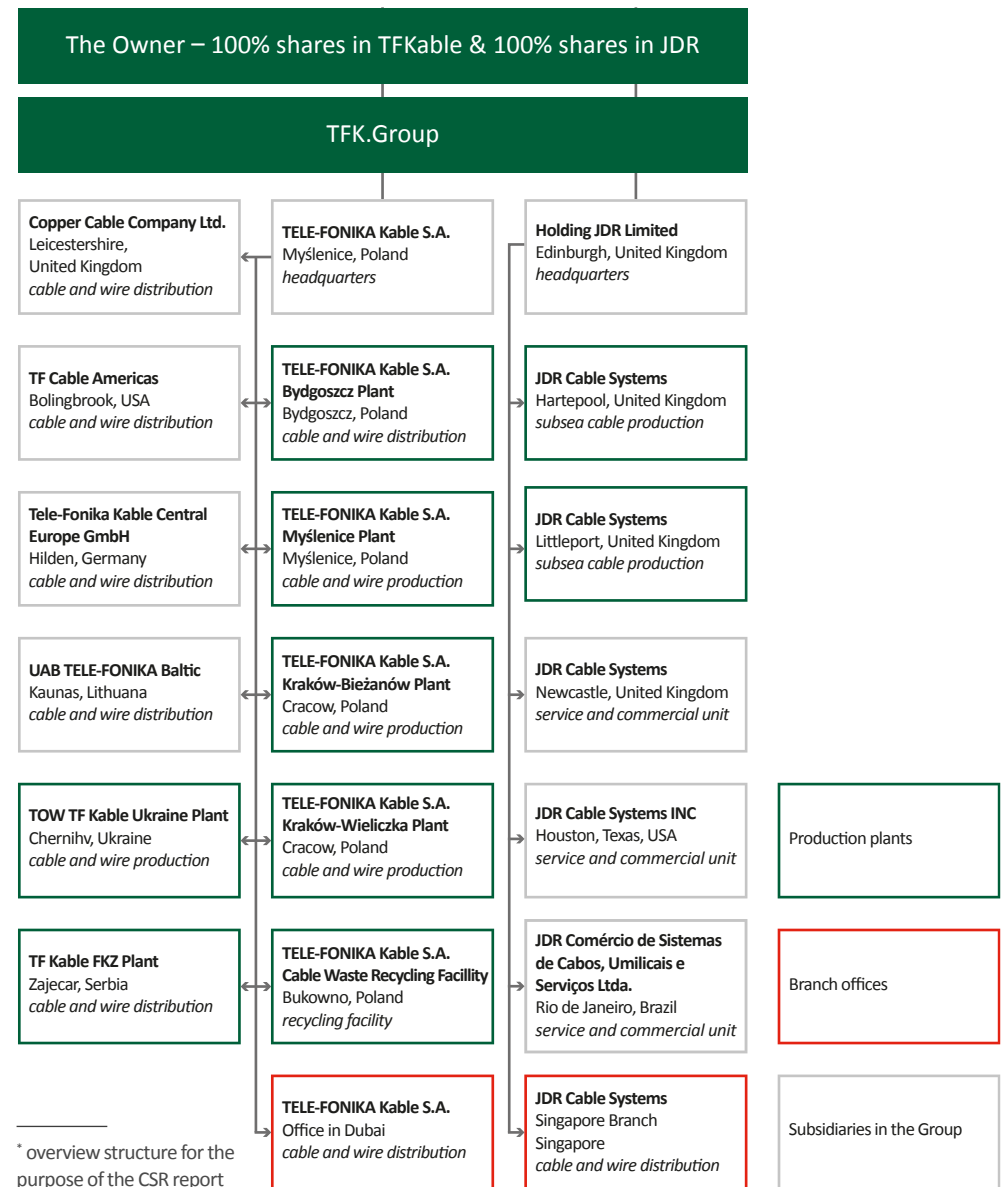 The Owner – 100% shares in TFKable & 100% shares in JDR
TFK.Group
Copper Cable Company Ltd.
Leicestershire,
United Kingdom
cable and wire distribution
TELE-FONIKA Kable S.A.
Myślenice, Poland
headquarters
Holding JDR Limited
Edinburgh, United Kingdom
headquarters
TF Cable Americas
Bolingbrook, USA
cable and wire distribution
TELE-FONIKA Kable S.A.
Bydgoszcz Plant
Bydgoszcz, Poland
cable and wire distribution
JDR Cable Systems
Hartepool, United Kingdom
subsea cable production
Tele-Fonika Kable Central
Europe GmbH
Hilden, Germany
cable and wire distribution
TELE-FONIKA Kable S.A.
Myślenice Plant
Myślenice, Poland
cable and wire production
JDR Cable Systems
Littleport, United Kingdom
subsea cable production
UAB TELE-FONIKA Baltic
Kaunas, Lithuana
cable and wire distribution
TELE-FONIKA Kable S.A.
Kraków-Bieżanów Plant
Cracow, Poland
cable and wire production
JDR Cable Systems
Newcastle, United Kingdom
service and commercial unit
TOW TF Kable Ukraine Plant
Chernihv, Ukraine
cable and wire production
TELE-FONIKA Kable S.A.
Kraków-Wieliczka Plant
Cracow, Poland
cable and wire production
JDR Cable Systems INC
Houston, Texas, USA
service and commercial unit
Production plants
TF Kable FKZ Plant
Zajecar, Serbia
cable and wire distribution
TELE-FONIKA Kable S.A.
Cable Waste Recycling Facillity
Bukowno, Poland
recycling facility
JDR Comércio de Sistemas
de Cabos, Umilicais e
Serviços Ltda.
Rio de Janeiro, Brazil
service and commercial unit
Branch offices
TELE-FONIKA Kable S.A.
Office in Dubai
cable and wire distribution
JDR Cable Systems
Singapore Branch
Singapore
cable and wire distribution
Subsidiaries in the Group
* overview structure for the
purpose of the CSR report